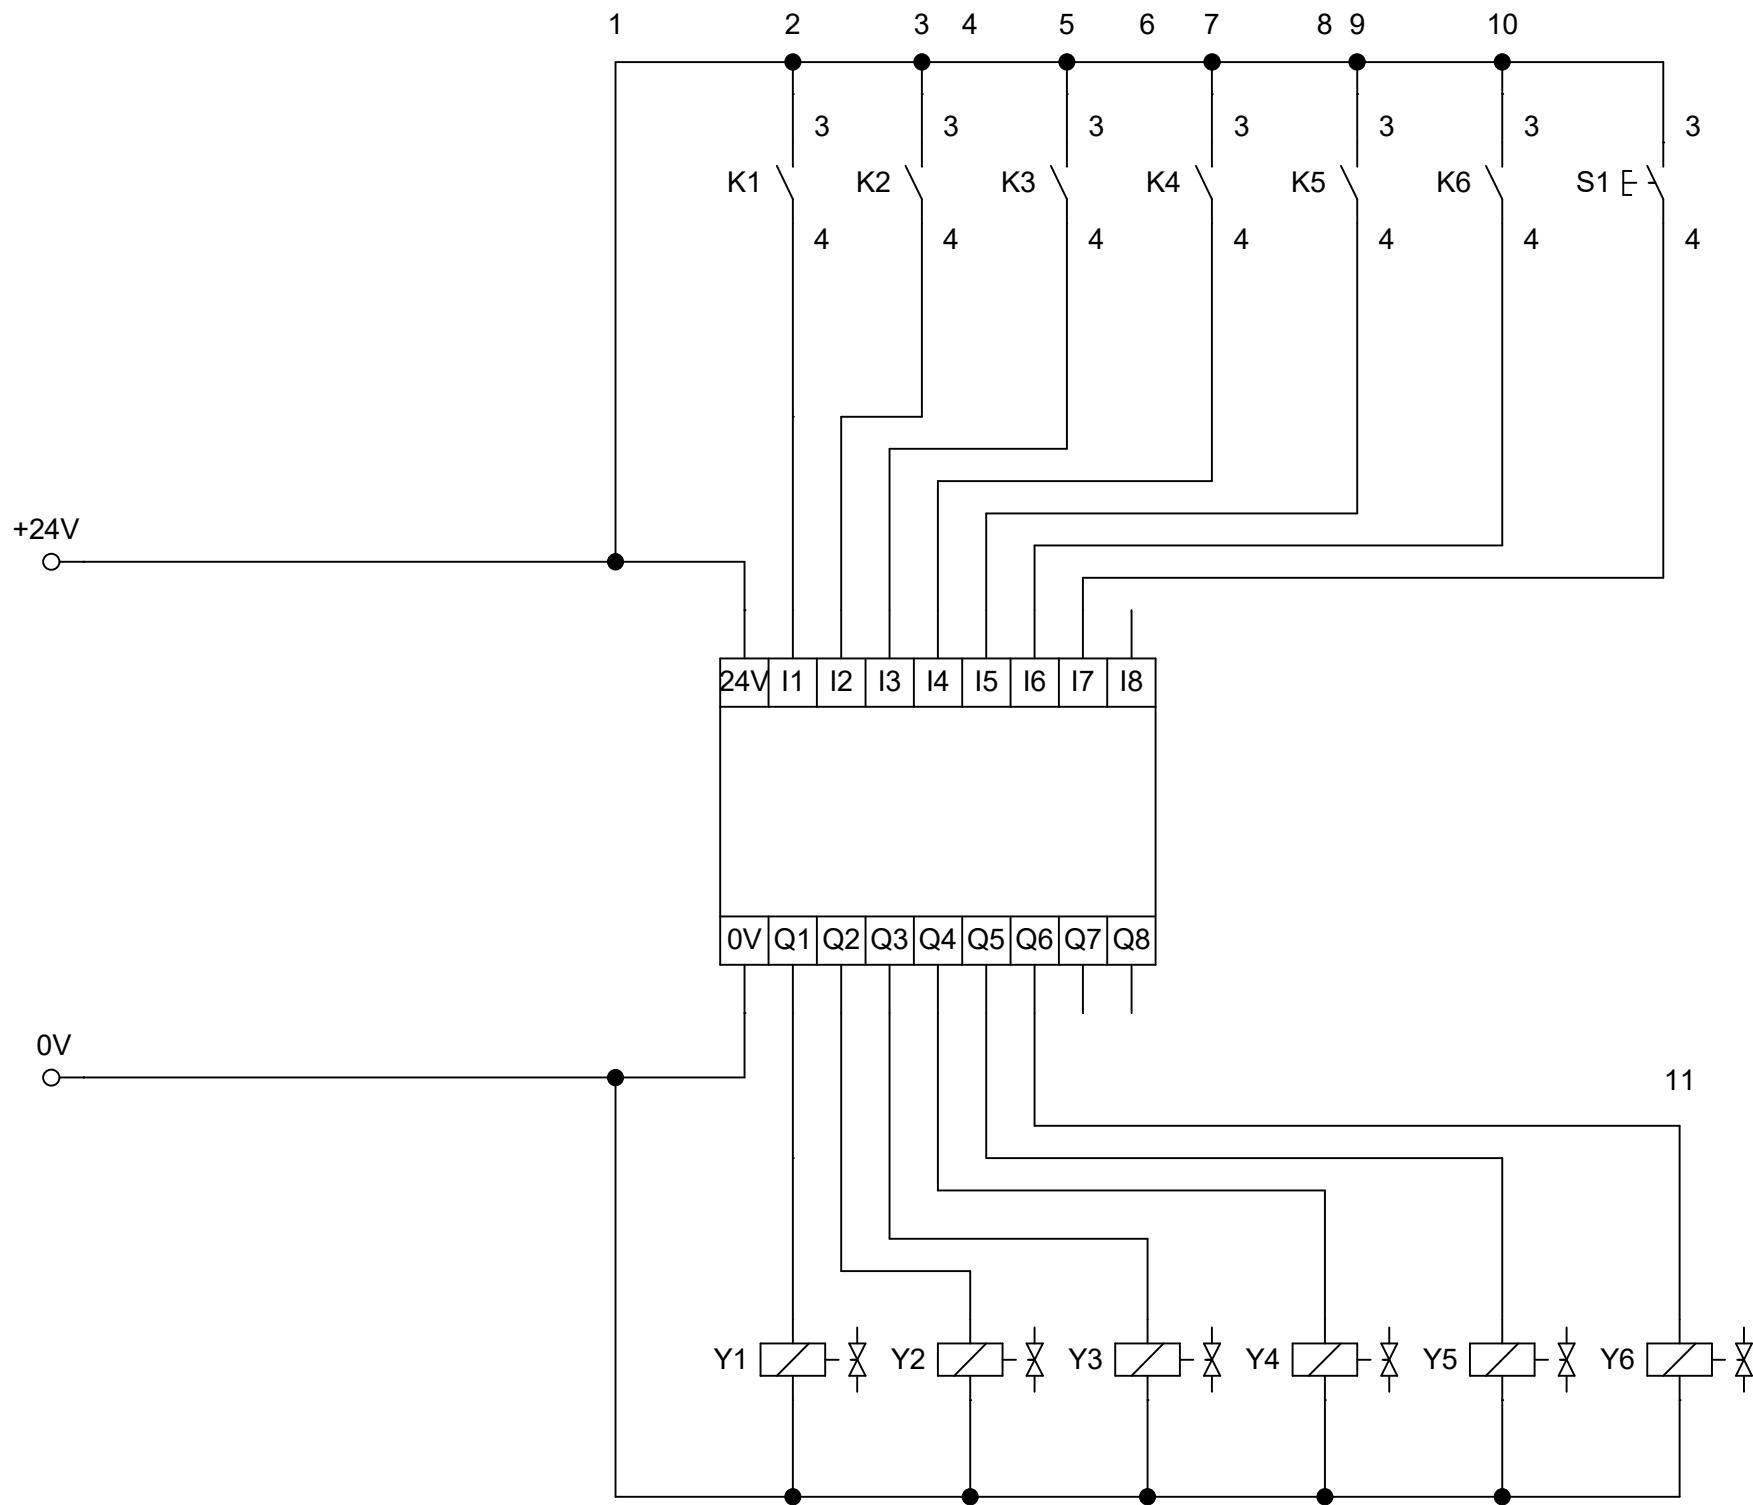 1 2 3 4 5 6 7 8 9 10
3 3 3 3 3 3 3
K1 K2 K3 K4 K5 K6 S1
4 4 4 4 4 4 4
+24V
24V I1 I2 I3 I4 I5 I6 I7 I8
0V Q1 Q2 Q3 Q4 Q5 Q6 Q7 Q8
0V
11
Y1 Y2 Y3 Y4 Y5 Y6